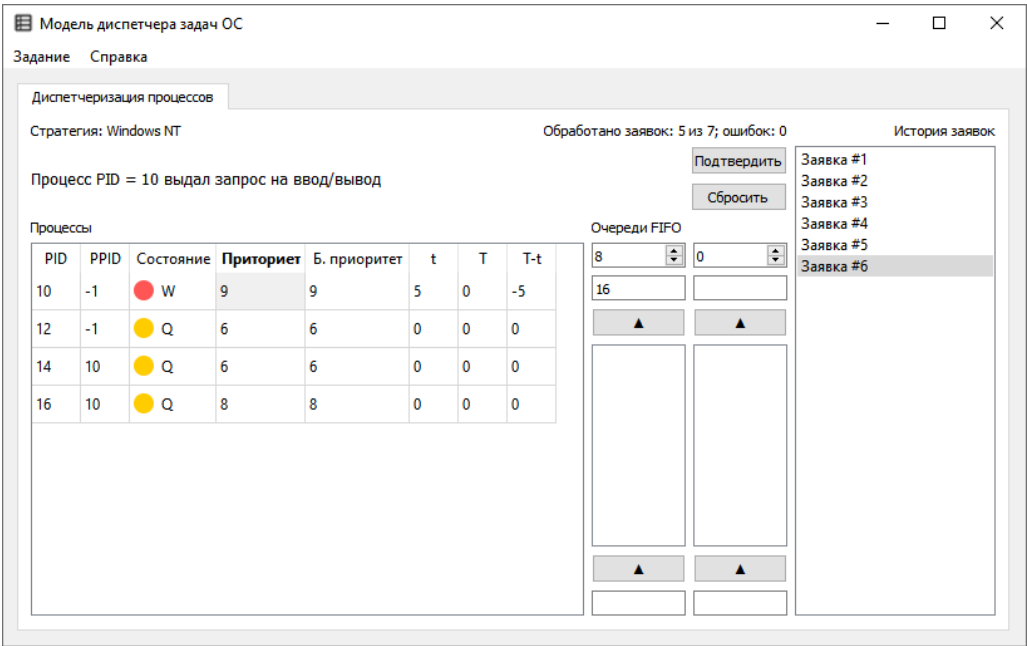 Модель диспетчера задач ОС
Задание Справка
Диспетчеризация процессов
Стратегия: Windows NT Обработано заявок: 5 из 7; ошибок: 0 История заявок
Процесс PID = 10 выдал запрос на ввод/вывод
Подтвердить
Сбросить
Заявка #1
Заявка #2
Заявка #3
Заявка #4
Заявка #5
Заявка #6
Процессы
PID PPID Состояние Приториет Б. приоритет t T T-t
10 -1 W 9 9 5 0 -5
12 -1 Q 6 6 0 0 0
14 10 Q 6 6 0 0 0
16 10 Q 8 8 0 0 0
Очереди FIFO
8 0
16